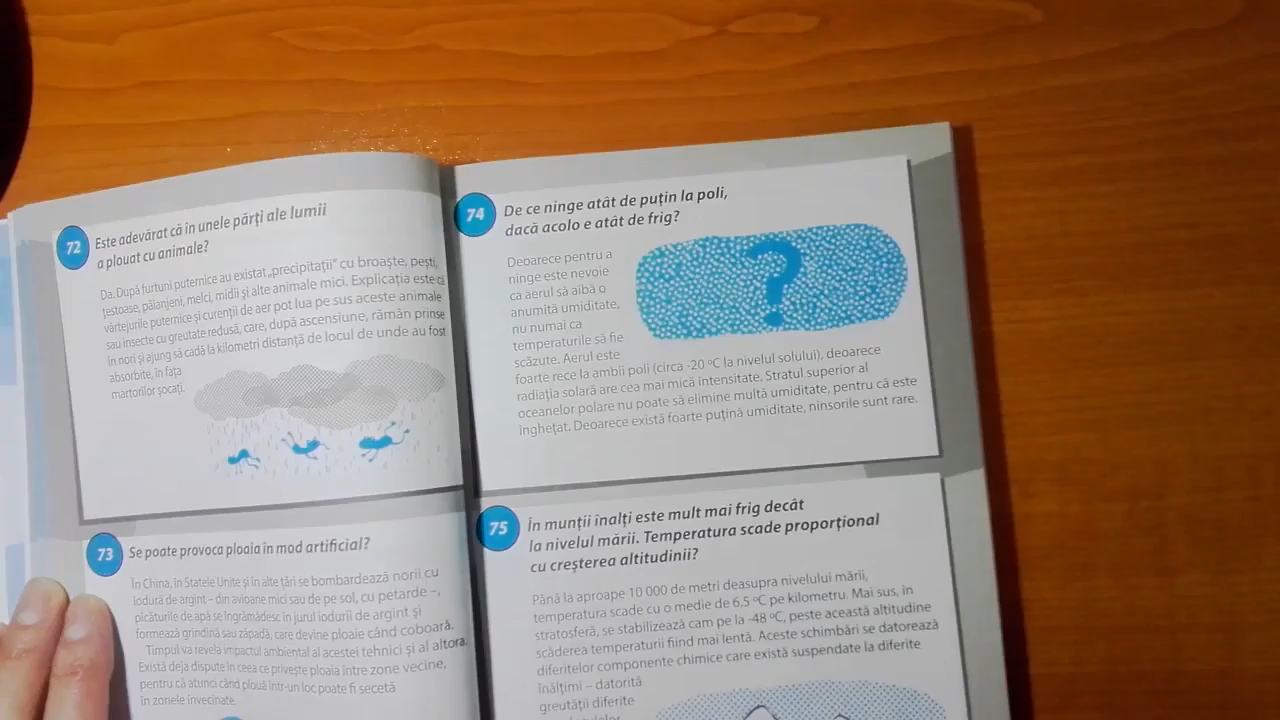 72
Este adevărat că în unele părți ale lumii
a plouat cu animale?
Da. După furtuni puternice au existat „precipitații” cu broaște, pești,
țestoase, păianjeni, melci, midii și alte animale mici. Explicația este că
vârtejurile puternice și curenții de aer pot lua pe sus aceste animale
sau insecte cu greutate redusă, care, după ascensiune, rămân prinse
în nori și ajung să cadă la kilometri distanță de locul de unde au fost
absorbite, în fața
martorilor șocați.
73
Se poate provoca ploaia în mod artificial?
În China, în Statele Unite și în alte țări se bombardează norii cu
iodură de argint – din avioane mici sau de pe sol, cu petarde –,
picăturile de apă se îngrămădesc în jurul iodurii de argint și
formează grindină sau zăpadă, care devine ploaie când coboară.
Timpul va revela impactul ambiental al acestei tehnici și al altora.
Există deja dispute în ceea ce privește ploaia între zone vecine,
pentru că atunci când plouă într-un loc poate fi secetă
în zonele învecinate.
74
De ce ninge atât de puțin la poli,
dacă acolo e atât de frig?
Deoarece pentru a
ninge este nevoie
ca aerul să aibă o
anumită umiditate,
nu numai ca
temperaturile să fie
scăzute. Aerul este
foarte rece la ambii poli (circa -20 ºC la nivelul solului), deoarece
radiația solară are cea mai mică intensitate. Stratul superior al
oceanelor polare nu poate să elimine multă umiditate, pentru că este
înghețat. Deoarece există foarte puțină umiditate, ninsorile sunt rare.
?
75
În munții înalți este mult mai frig decât
la nivelul mării. Temperatura scade proporțional
cu creșterea altitudinii?
Până la aproape 10 000 de metri deasupra nivelului mării,
temperatura scade cu o medie de 6,5 ºC pe kilometru. Mai sus, în
stratosferă, se stabilizează cam pe la -48 ºC, peste această altitudine
scăderea temperaturii fiind mai lentă. Aceste schimbări se datorează
diferitelor componente chimice care există suspendate la diferite
înălțimi – datorită
greutății diferite